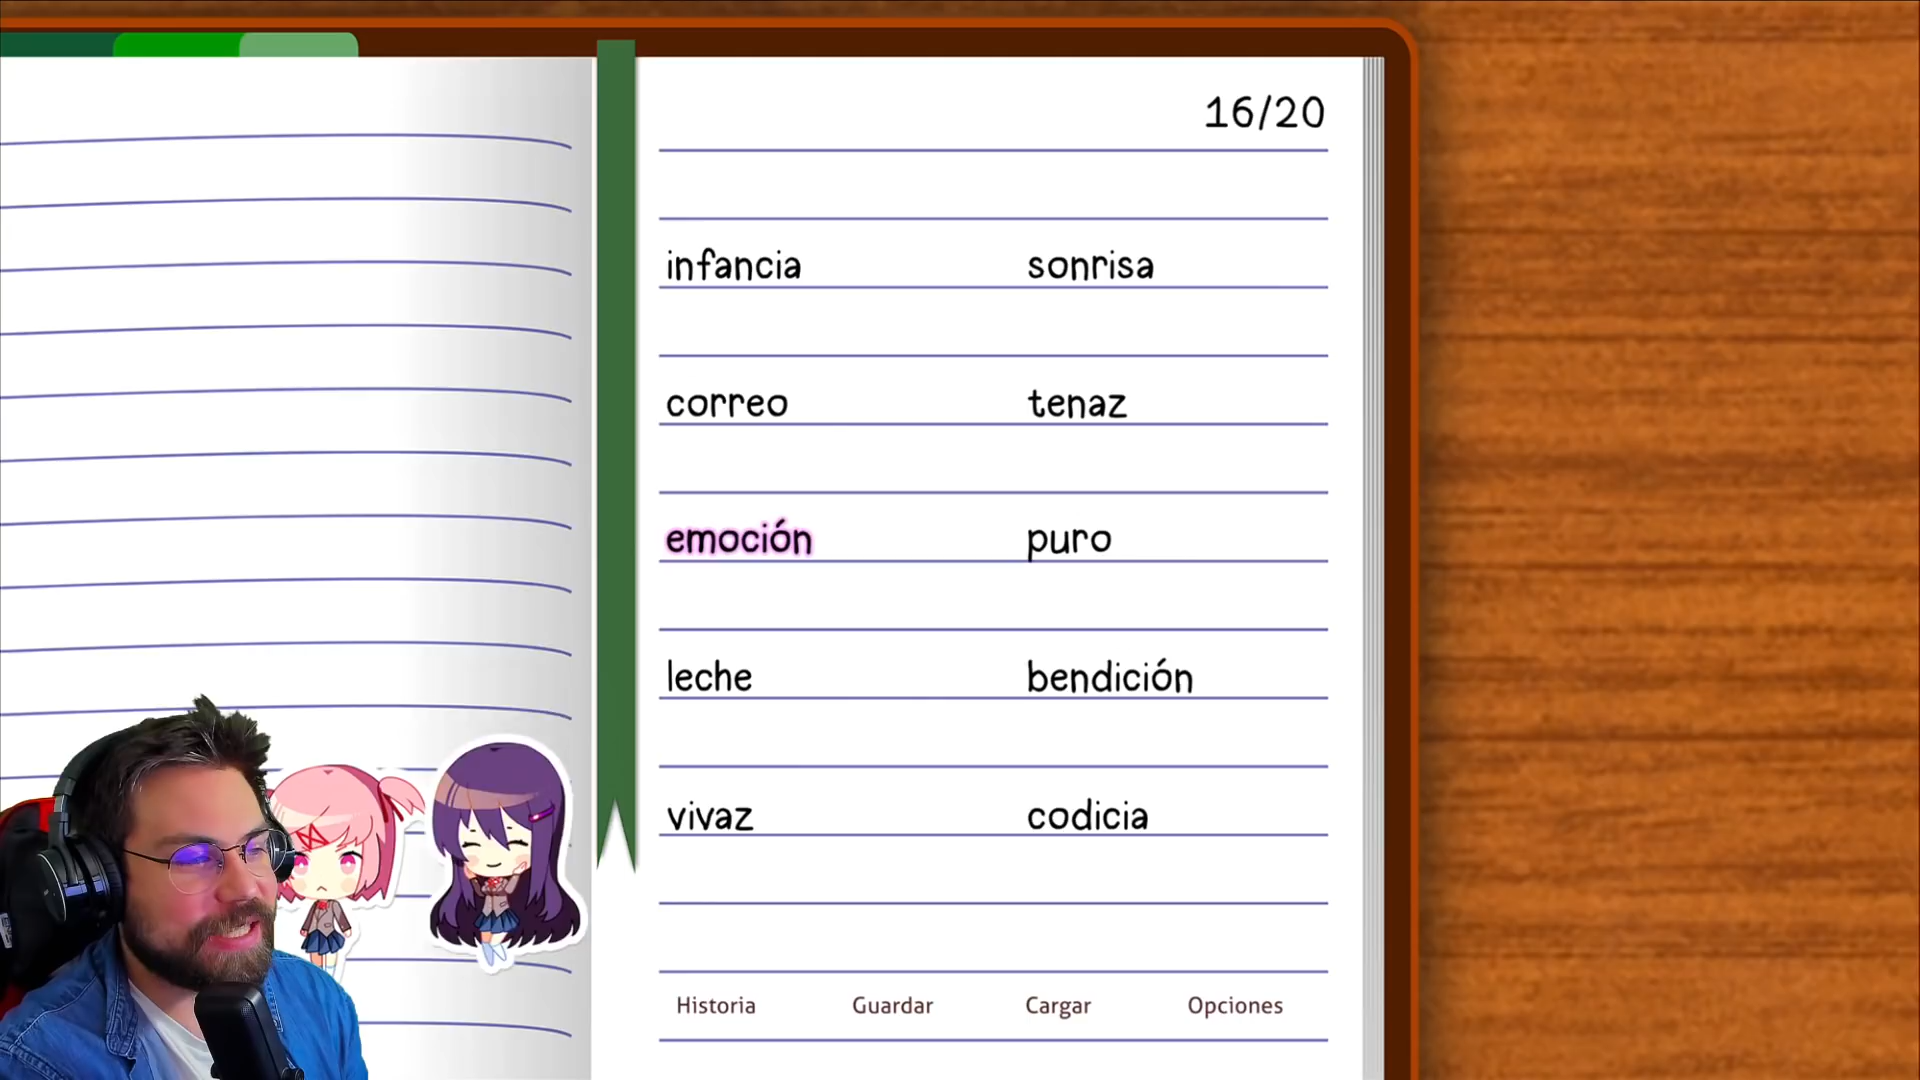 16/20
infancia sonrisa
correo tenaz
emoción puro
leche bendición
vivaz codicia
Historia Guardar Cargar Opciones